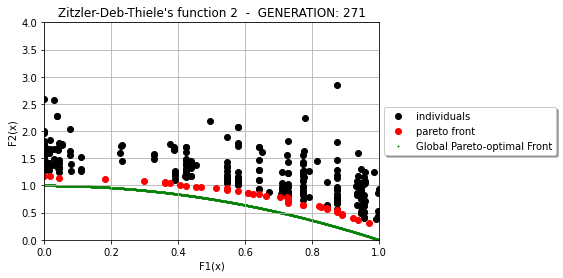 Zitzler-Deb-Thiele's function 2 - GENERATION: 271
4.0
3.5
3.0
2.5
2.0
1.5
1.0
0.5
0.0
F2(x)
0.0 0.2 0.4 0.6 0.8 1.0
F1(x)
individuals
pareto front
Global Pareto-optimal Front